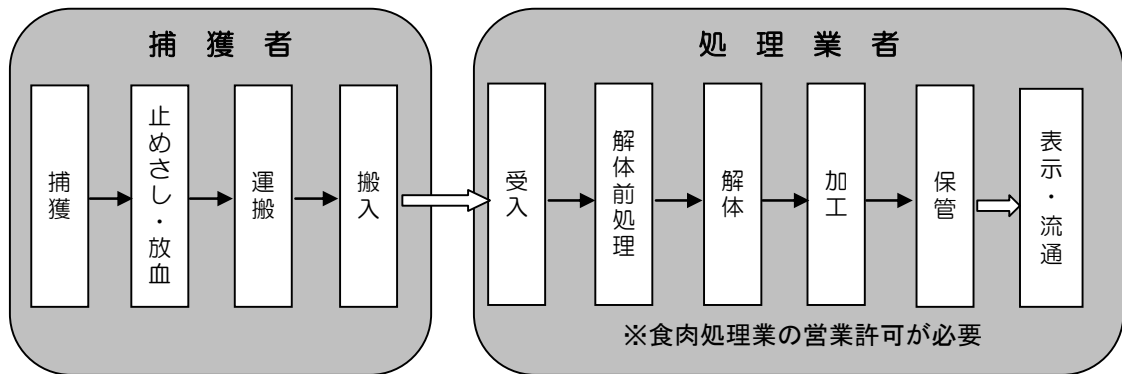 捕獲者
捕獲
止めさし・放血
運搬
搬入
処理業者
受入
解体前処理
解体
加工
保管
表示・流通
※食肉処理業の営業許可が必要